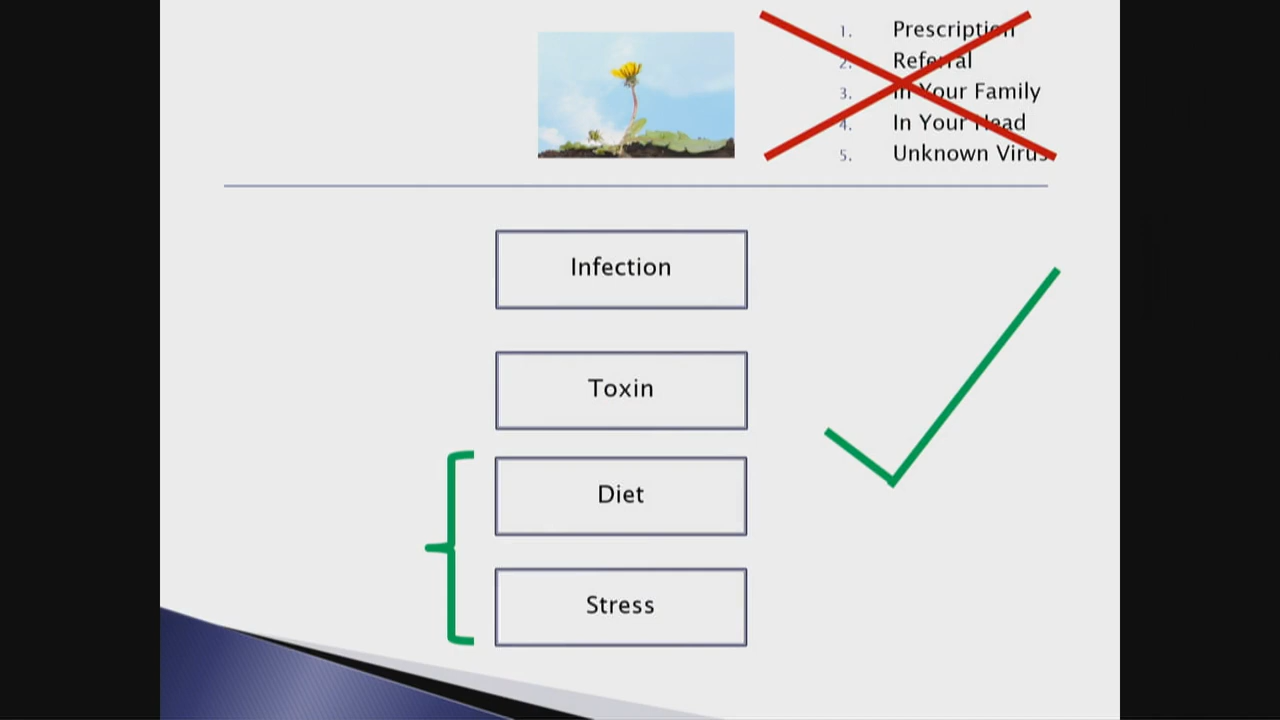 1. Prescription
2. Referral
3. In Your Family
4. In Your Head
5. Unknown Virus
Infection
Toxin
Diet
Stress